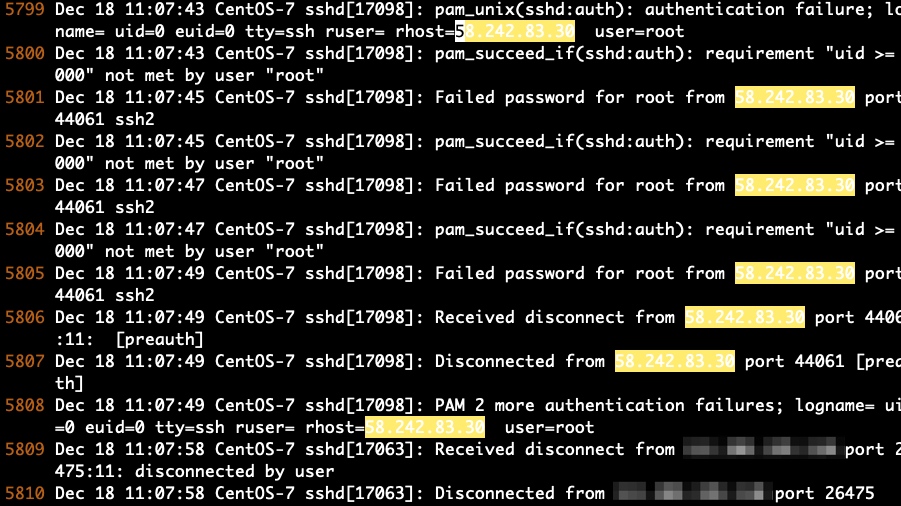 5799 Dec 18 11:07:43 CentOS-7 sshd[17098]: pam_unix(sshd:auth): authentication failure; lo
name= uid=0 euid=0 tty=ssh ruser= rhost=58.242.83.30  user=root
5800 Dec 18 11:07:43 CentOS-7 sshd[17098]: pam_succeed_if(sshd:auth): requirement "uid >=
000" not met by user "root"
5801 Dec 18 11:07:45 CentOS-7 sshd[17098]: Failed password for root from 58.242.83.30 port
44061 ssh2
5802 Dec 18 11:07:45 CentOS-7 sshd[17098]: pam_succeed_if(sshd:auth): requirement "uid >=
000" not met by user "root"
5803 Dec 18 11:07:47 CentOS-7 sshd[17098]: Failed password for root from 58.242.83.30 port
44061 ssh2
5804 Dec 18 11:07:47 CentOS-7 sshd[17098]: pam_succeed_if(sshd:auth): requirement "uid >=
000" not met by user "root"
5805 Dec 18 11:07:49 CentOS-7 sshd[17098]: Failed password for root from 58.242.83.30 port
44061 ssh2
5806 Dec 18 11:07:49 CentOS-7 sshd[17098]: Received disconnect from 58.242.83.30 port 4406
:11:  [preauth]
5807 Dec 18 11:07:49 CentOS-7 sshd[17098]: Disconnected from 58.242.83.30 port 44061 [prea
th]
5808 Dec 18 11:07:49 CentOS-7 sshd[17098]: PAM 2 more authentication failures; logname= ui
=0 euid=0 tty=ssh ruser= rhost=58.242.83.30  user=root
5809 Dec 18 11:07:58 CentOS-7 sshd[17063]: Received disconnect from port 2
475:11: disconnected by user
5810 Dec 18 11:07:58 CentOS-7 sshd[17063]: Disconnected from port 26475